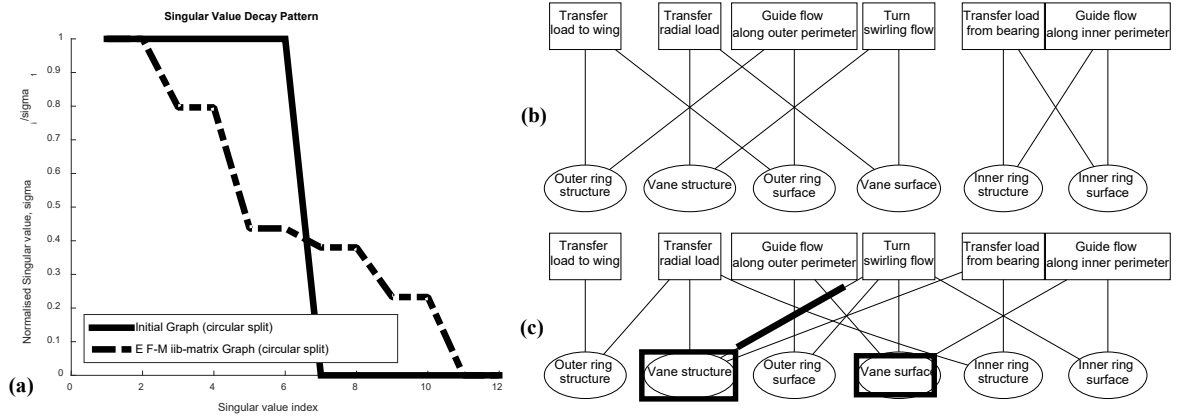 Singular Value Decay Pattern
Normalised Singular value, sigma_i/sigma_1
1
0.9
0.8
0.7
0.6
0.5
0.4
0.3
0.2
0.1
0
Initial Graph (circular split)
E F-M iib-matrix Graph (circular split)
0 2 4 6 8 10 12
Singular value index
(a)
(b)
Transfer
load to wing
Transfer
radial load
Guide flow
along outer perimeter
Turn
swirling flow
Transfer load
from bearing
Guide flow
along inner perimeter
Outer ring
structure
Vane structure
Outer ring
surface
Vane surface
Inner ring
structure
Inner ring
surface
(c)
Transfer
load to wing
Transfer
radial load
Guide flow
along outer perimeter
Turn
swirling flow
Transfer load
from bearing
Guide flow
along inner perimeter
Outer ring
structure
Vane structure
Outer ring
surface
Vane surface
Inner ring
structure
Inner ring
surface